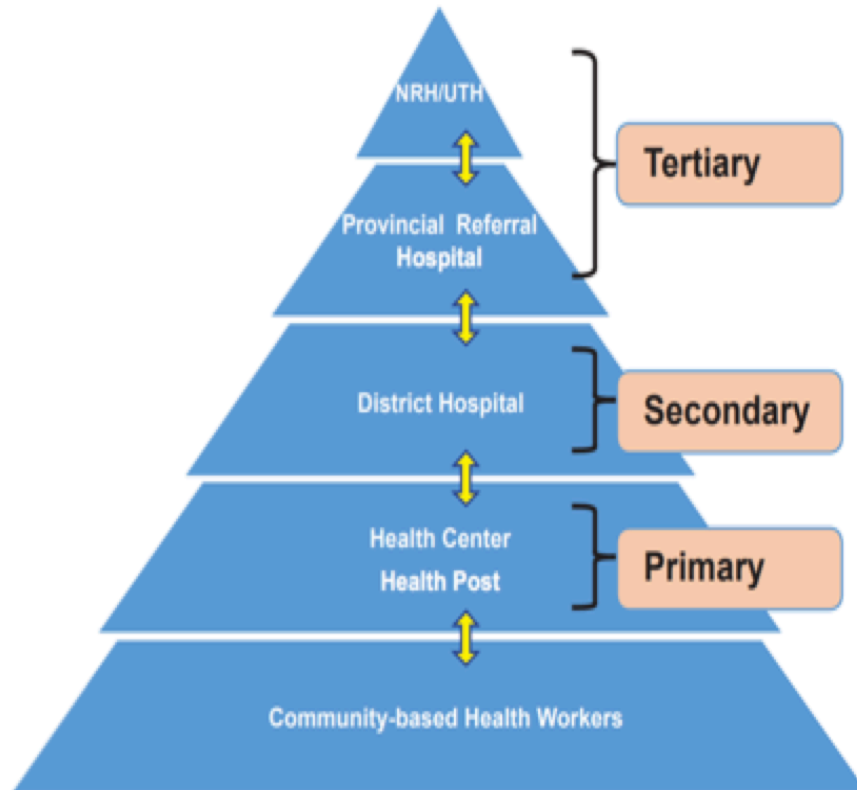 NRH/UTH
Tertiary
Provincial Referral
Hospital
District Hospital
Secondary
Health Center
Health Post
Primary
Community-based Health Workers